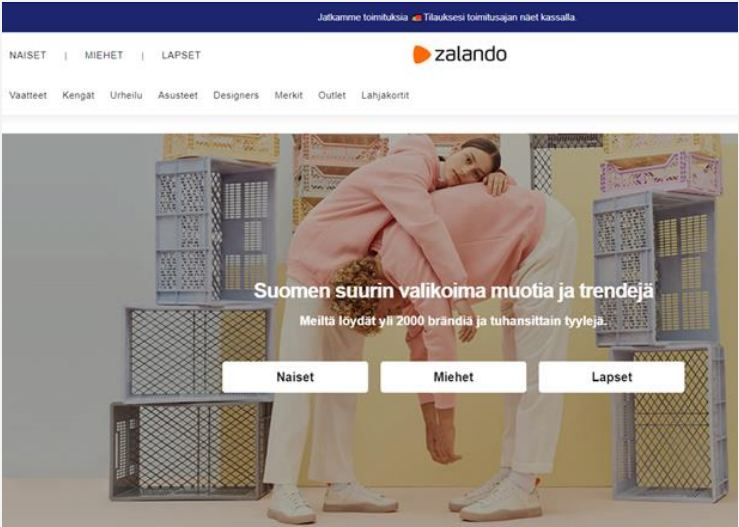 Jatkamme toimituksia 🚚 Tilauksesi toimitusajan näet kassalla.
NAISET | MIEHET | LAPSET
zalando
Vaatteet Kengät Urheilu Asusteet Designers Merkit Outlet Lahjakortit
Suomen suurin valikoima muotia ja trendejä
Meiltä löydät yli 2000 brändiä ja tuhansittain tyylejä.
Naiset Miehet Lapset